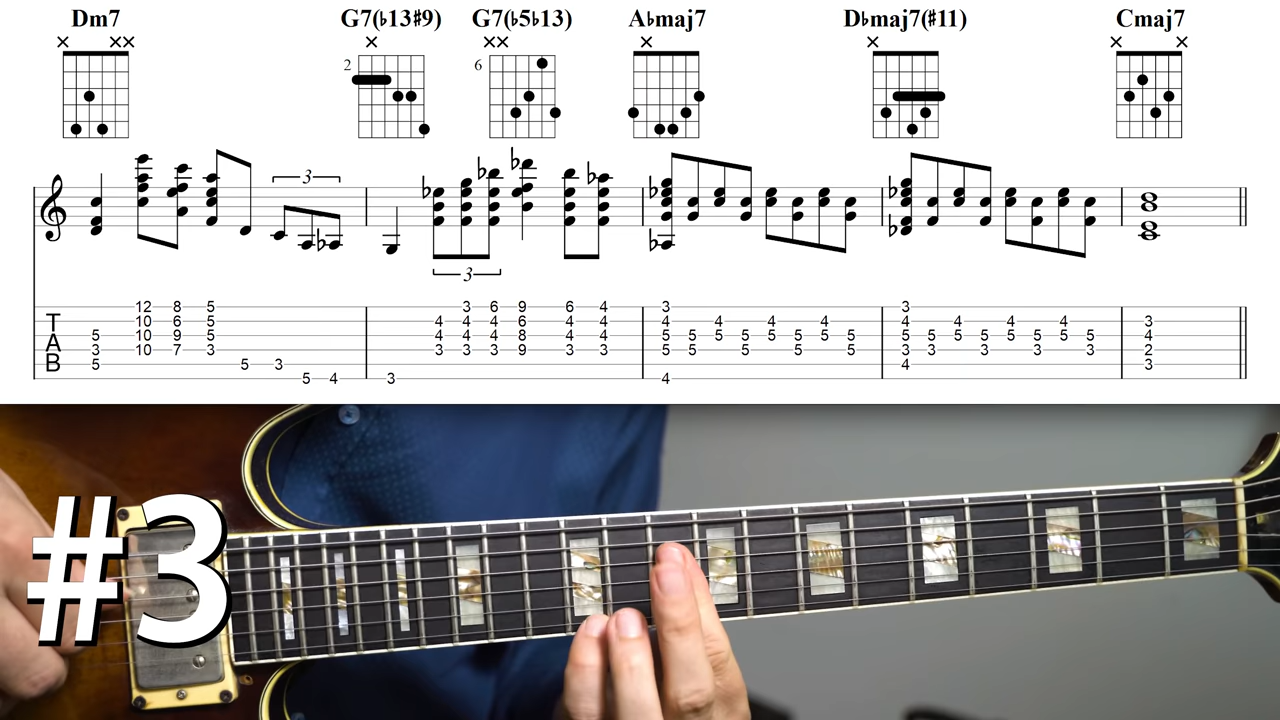 Dm7 G7(♭13#9) G7(♭5♭13) A♭maj7 D♭maj7(#11) Cmaj7
× ×× × ×× × × × ×
2 6
3
3
12 8 5 3 6 9 6 4 3 3
T 10 6 5 4 4 4 6 4 4 4 4 4 4 4 4 4 4 3
A 5 10 9 5 4 4 4 8 4 4 5 5 5 5 5 5 5 5 5 5 5 5 5 5 5 5 4
3 10 7 3 3 3 3 9 3 3 5 5 5 5 5 3 3 3 3 3 2
B 5 5 3 4 3
5 4 3 4
#3